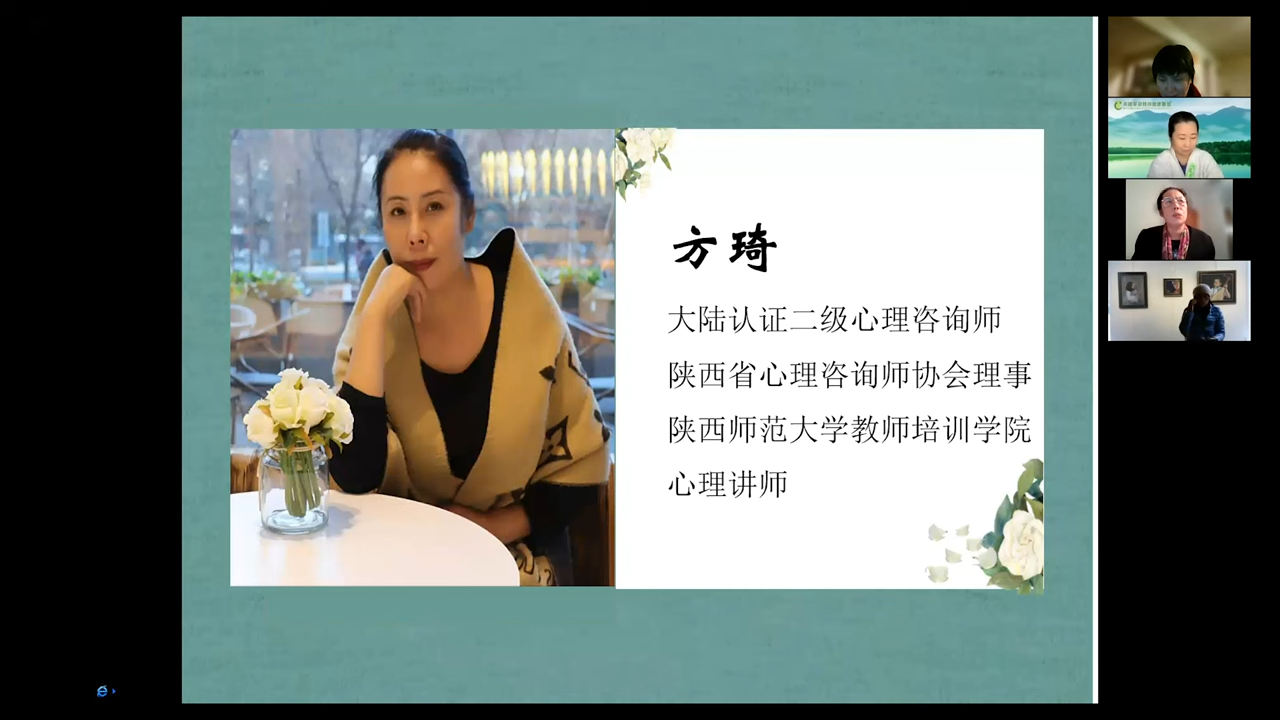 方琦
大陆认证二级心理咨询师
陕西省心理咨询师协会理事
陕西师范大学教师培训学院
心理讲师